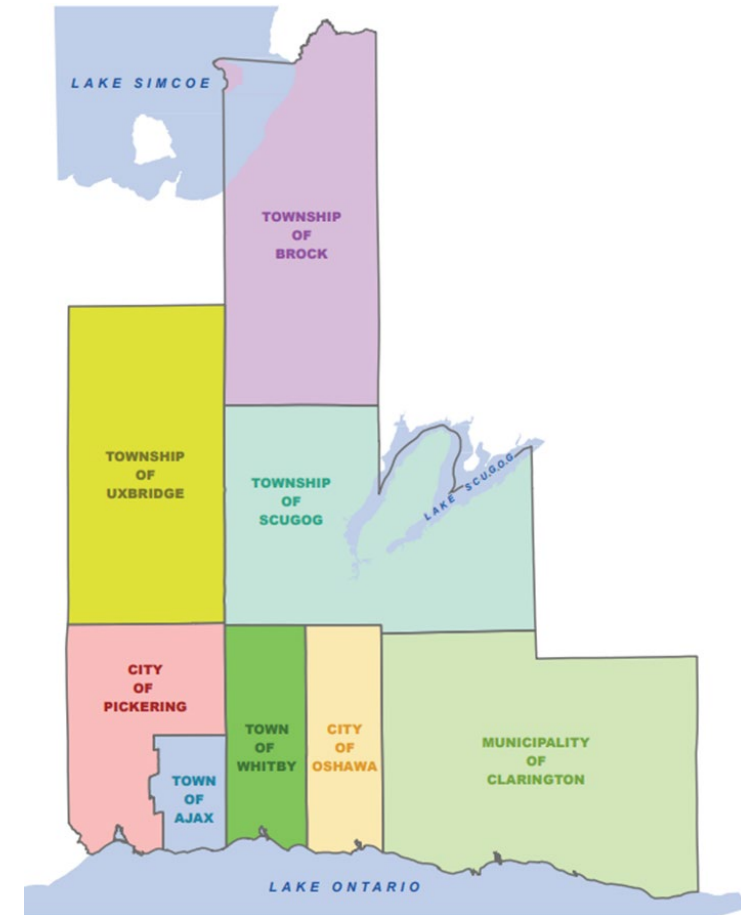 LAKE SIMCOE
TOWNSHIP
OF
BROCK
TOWNSHIP
OF
UXBRIDGE
TOWNSHIP
OF
SCUGOG
LAKE SCUGOG
CITY
OF
PICKERING
TOWN
OF
AJAX
TOWN
OF
WHITBY
CITY
OF
OSHAWA
MUNICIPALITY
OF
CLARINGTON
LAKE ONTARIO